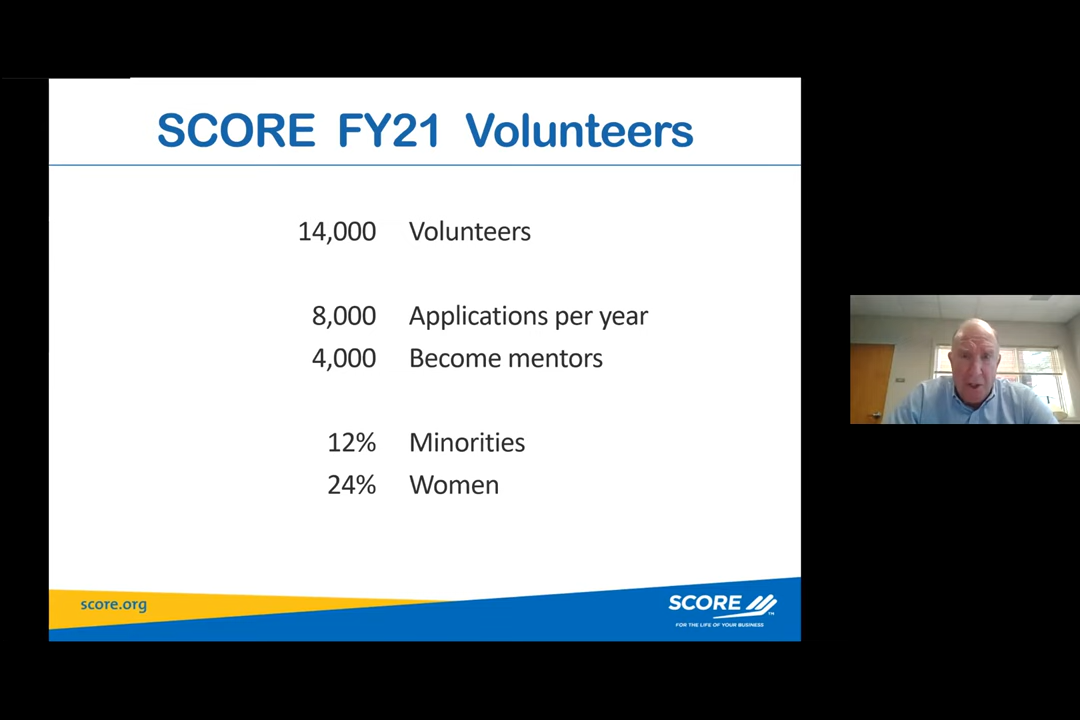 SCORE FY21 Volunteers
14,000 Volunteers
8,000 Applications per year
4,000 Become mentors
12% Minorities
24% Women
score.org
SCORE
TM
FOR THE LIFE OF YOUR BUSINESS